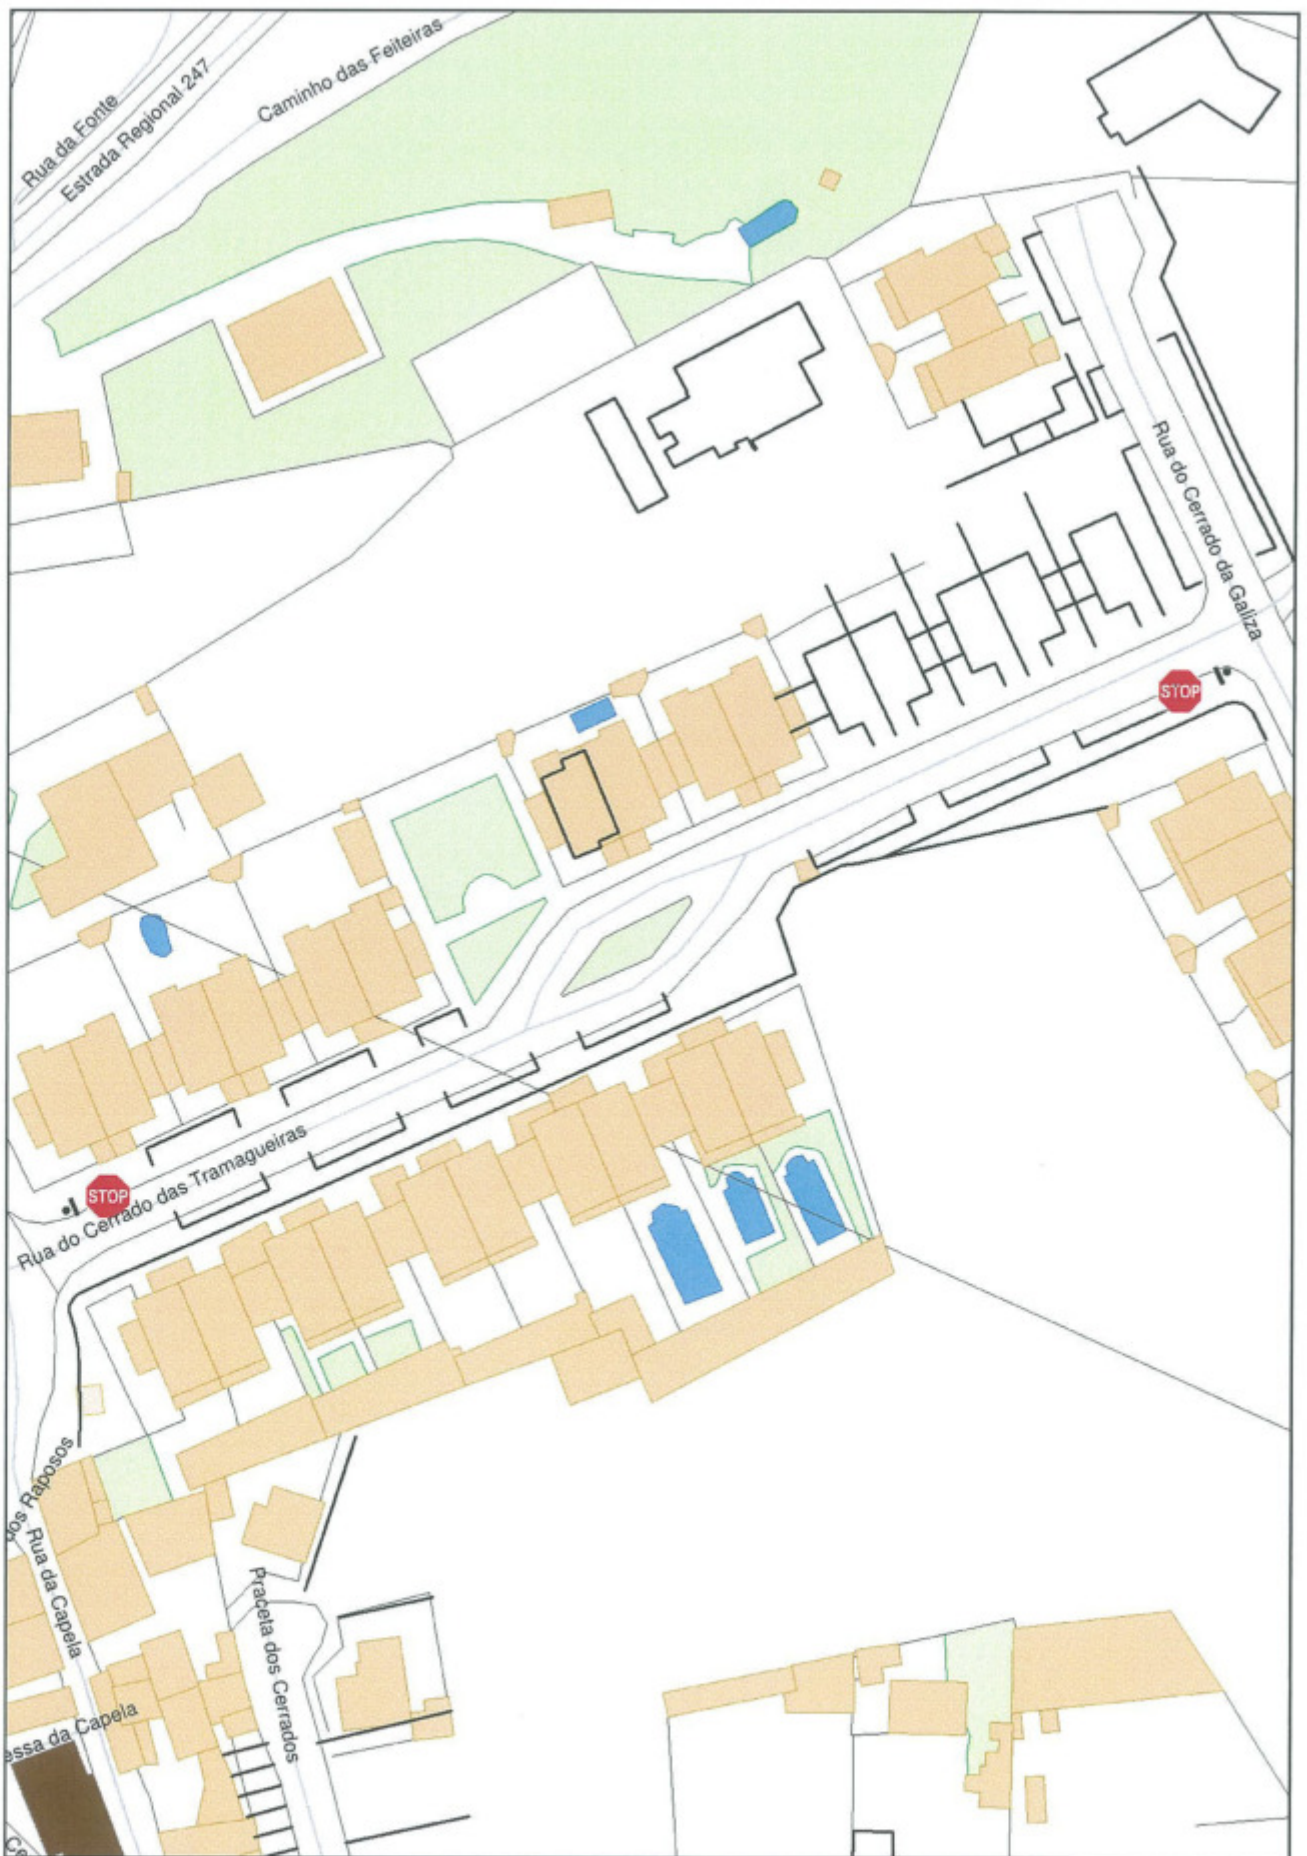 Rua da Fonte
Estrada Regional 247
Caminho das Feiteiras
Rua do Cerrado da Galiza
STOP
STOP
Rua do Cerrado das Tramagueiras
dos Raposos
Rua da Capela
Praceta dos Cerrados
essa da Capela